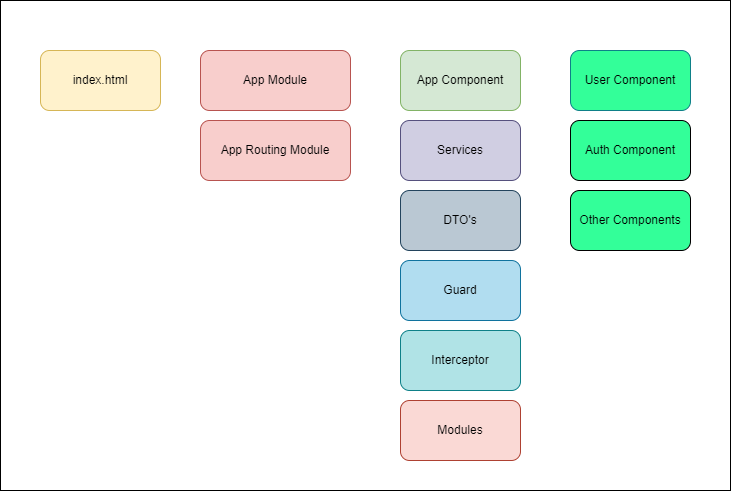 index.html
App Module
App Routing Module
App Component
Services
DTO's
Guard
Interceptor
Modules
User Component
Auth Component
Other Components